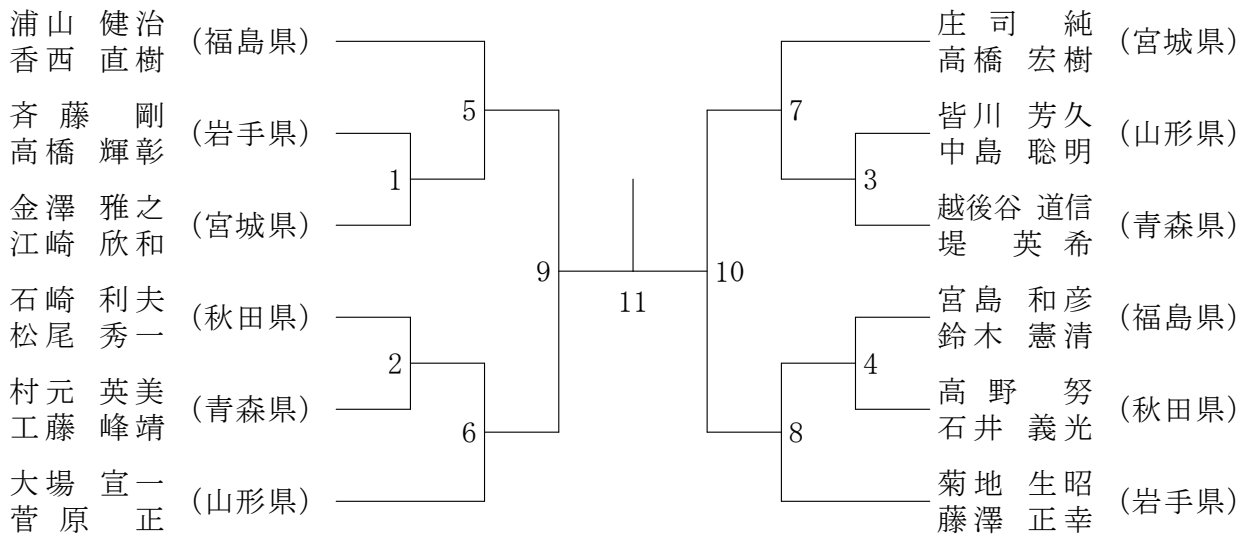 浦山 健治
香西 直樹
(福島県)
斉藤 剛
高橋 輝彰
(岩手県)
金澤 雅之
江崎 欣和
(宮城県)
石崎 利夫
松尾 秀一
(秋田県)
村元 英美
工藤 峰靖
(青森県)
大場 宣一
菅原 正
(山形県)
1
2
5
6
9
11
10
7
8
3
4
庄司 純
高橋 宏樹
(宮城県)
皆川 芳久
中島 聡明
(山形県)
越後谷 道信
堤 英希
(青森県)
宮島 和彦
鈴木 憲清
(福島県)
高野 努
石井 義光
(秋田県)
菊地 生昭
藤澤 正幸
(岩手県)